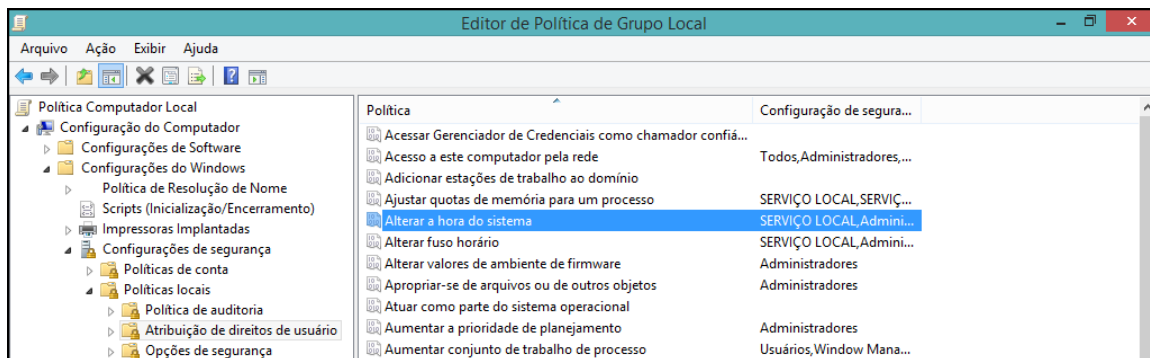 Editor de Política de Grupo Local
Arquivo Ação Exibir Ajuda
Política Computador Local
Configuração do Computador
Configurações de Software
Configurações do Windows
Política de Resolução de Nome
Scripts (Inicialização/Encerramento)
Impressoras Implantadas
Configurações de segurança
Políticas de conta
Políticas locais
Política de auditoria
Atribuição de direitos de usuário
Opções de segurança
Política Configuração de segura...
Acessar Gerenciador de Credenciais como chamador confiá...
Acesso a este computador pela rede Todos,Administradores,...
Adicionar estações de trabalho ao domínio
Ajustar quotas de memória para um processo SERVIÇO LOCAL,SERVIÇ...
Alterar a hora do sistema SERVIÇO LOCAL,Admini...
Alterar fuso horário SERVIÇO LOCAL,Admini...
Alterar valores de ambiente de firmware Administradores
Apropriar-se de arquivos ou de outros objetos Administradores
Atuar como parte do sistema operacional
Aumentar a prioridade de planejamento Administradores
Aumentar conjunto de trabalho de processo Usuários,Window Mana...